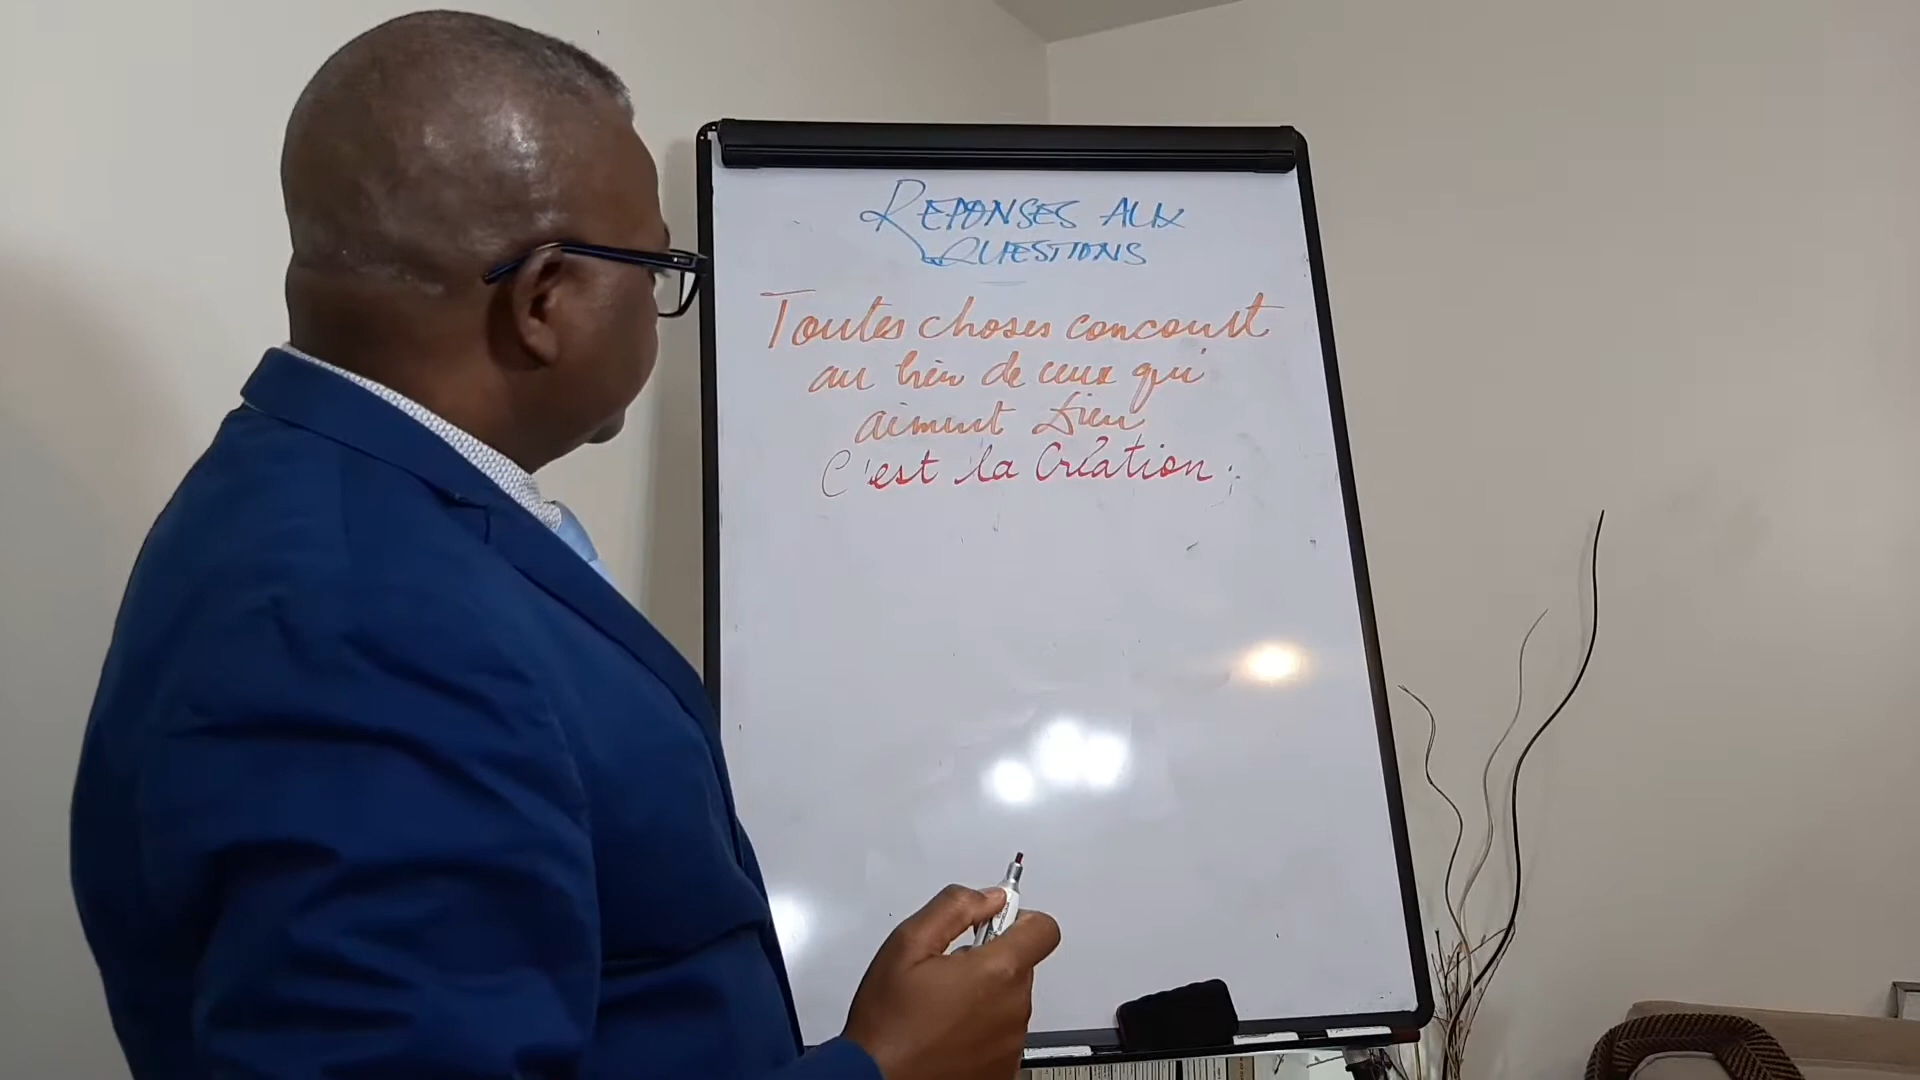 REPONSES AUX
QUESTIONS
Toutes choses concourt
au bien de ceux qui
aiment Dieu
C'est la Création.